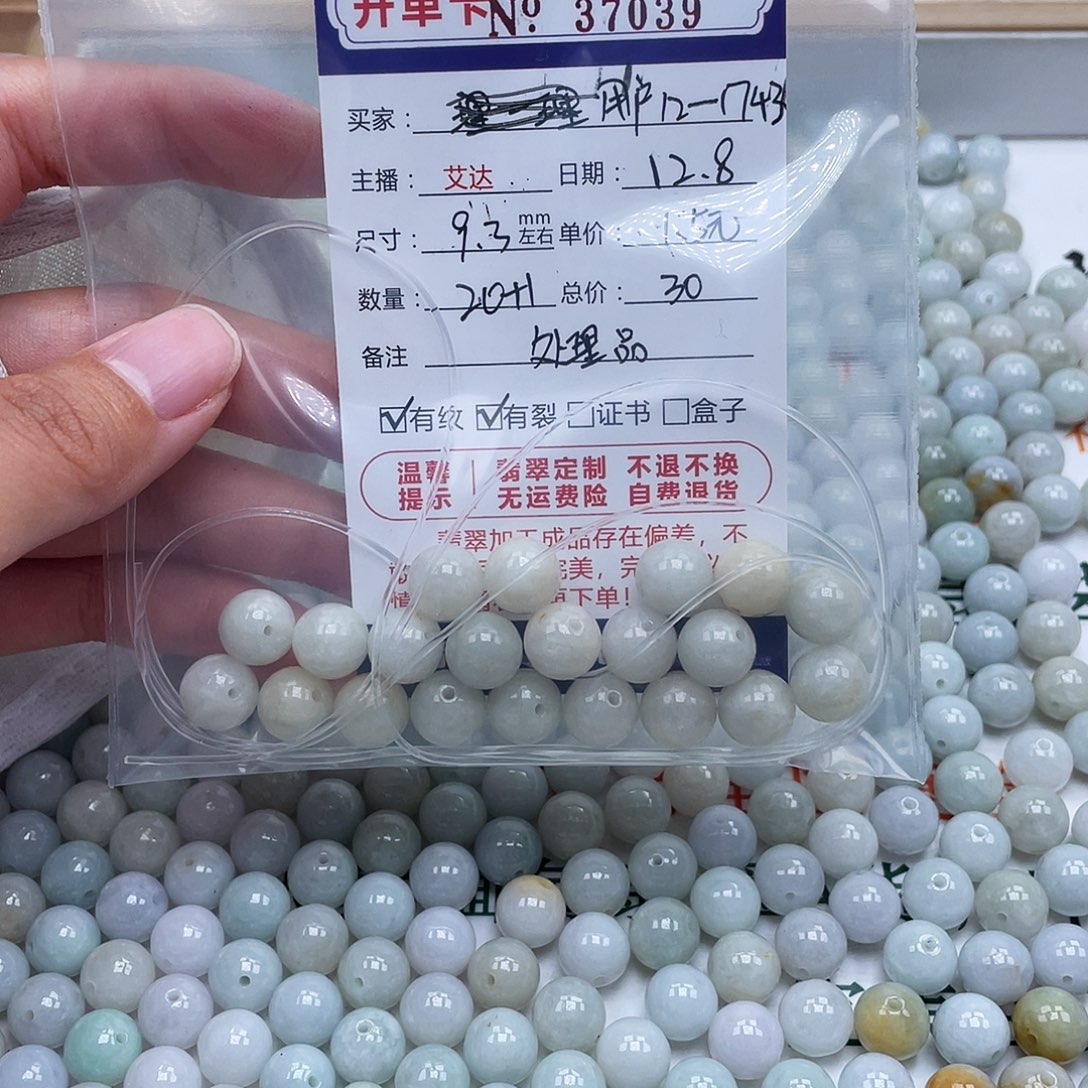 开单卡 № 37039
买家： 用户12-1743
主播： 艾达 日期： 12.8
尺寸： 9.3 mm左右 单价： 1.5元
数量： 20+1 总价： 30
备注 处理品
☑有纹 ☑有裂 □证书 □盒子
温馨提示 翡翠定制 不退不换
无运费险 自费退货
翡翠加工成品存在偏差，不
完美，完
下单！